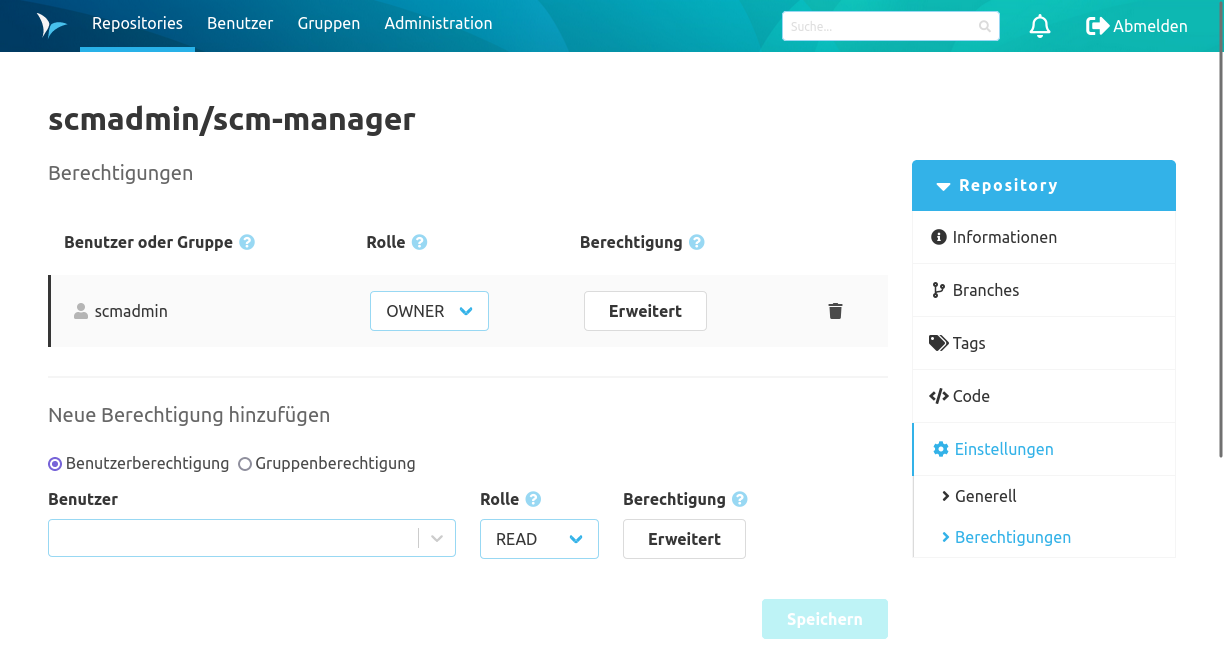 Repositories Benutzer Gruppen Administration Suche... Abmelden
scmadmin/scm-manager
Berechtigungen
Benutzer oder Gruppe Rolle Berechtigung
scmadmin OWNER Erweitert
Neue Berechtigung hinzufügen
Benutzerberechtigung Gruppenberechtigung
Benutzer Rolle Berechtigung
READ Erweitert
Speichern
Repository
Informationen
Branches
Tags
Code
Einstellungen
Generell
Berechtigungen